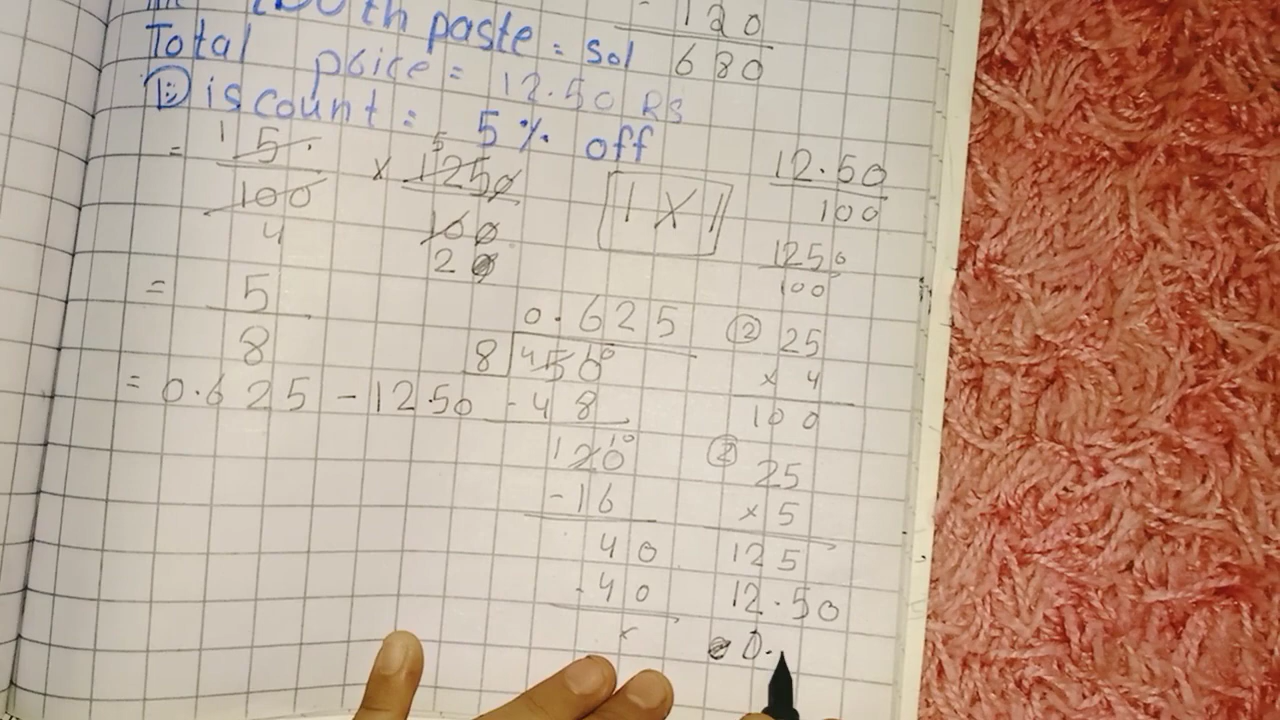 120
tooth paste = Sol 680
Total price = 12.50 Rs
Discount = 5 % off
= 15. / 100 × 1250 / 100
1 X 1
4
5
20
12.50 / 100
1250 / 100
= 5 / 8
0.625
8 450
- 48
120
- 16
40
- 40
x
= 0.625 - 12.50
② 25
x 4
100
② 25
x 5
125
12.50
0.